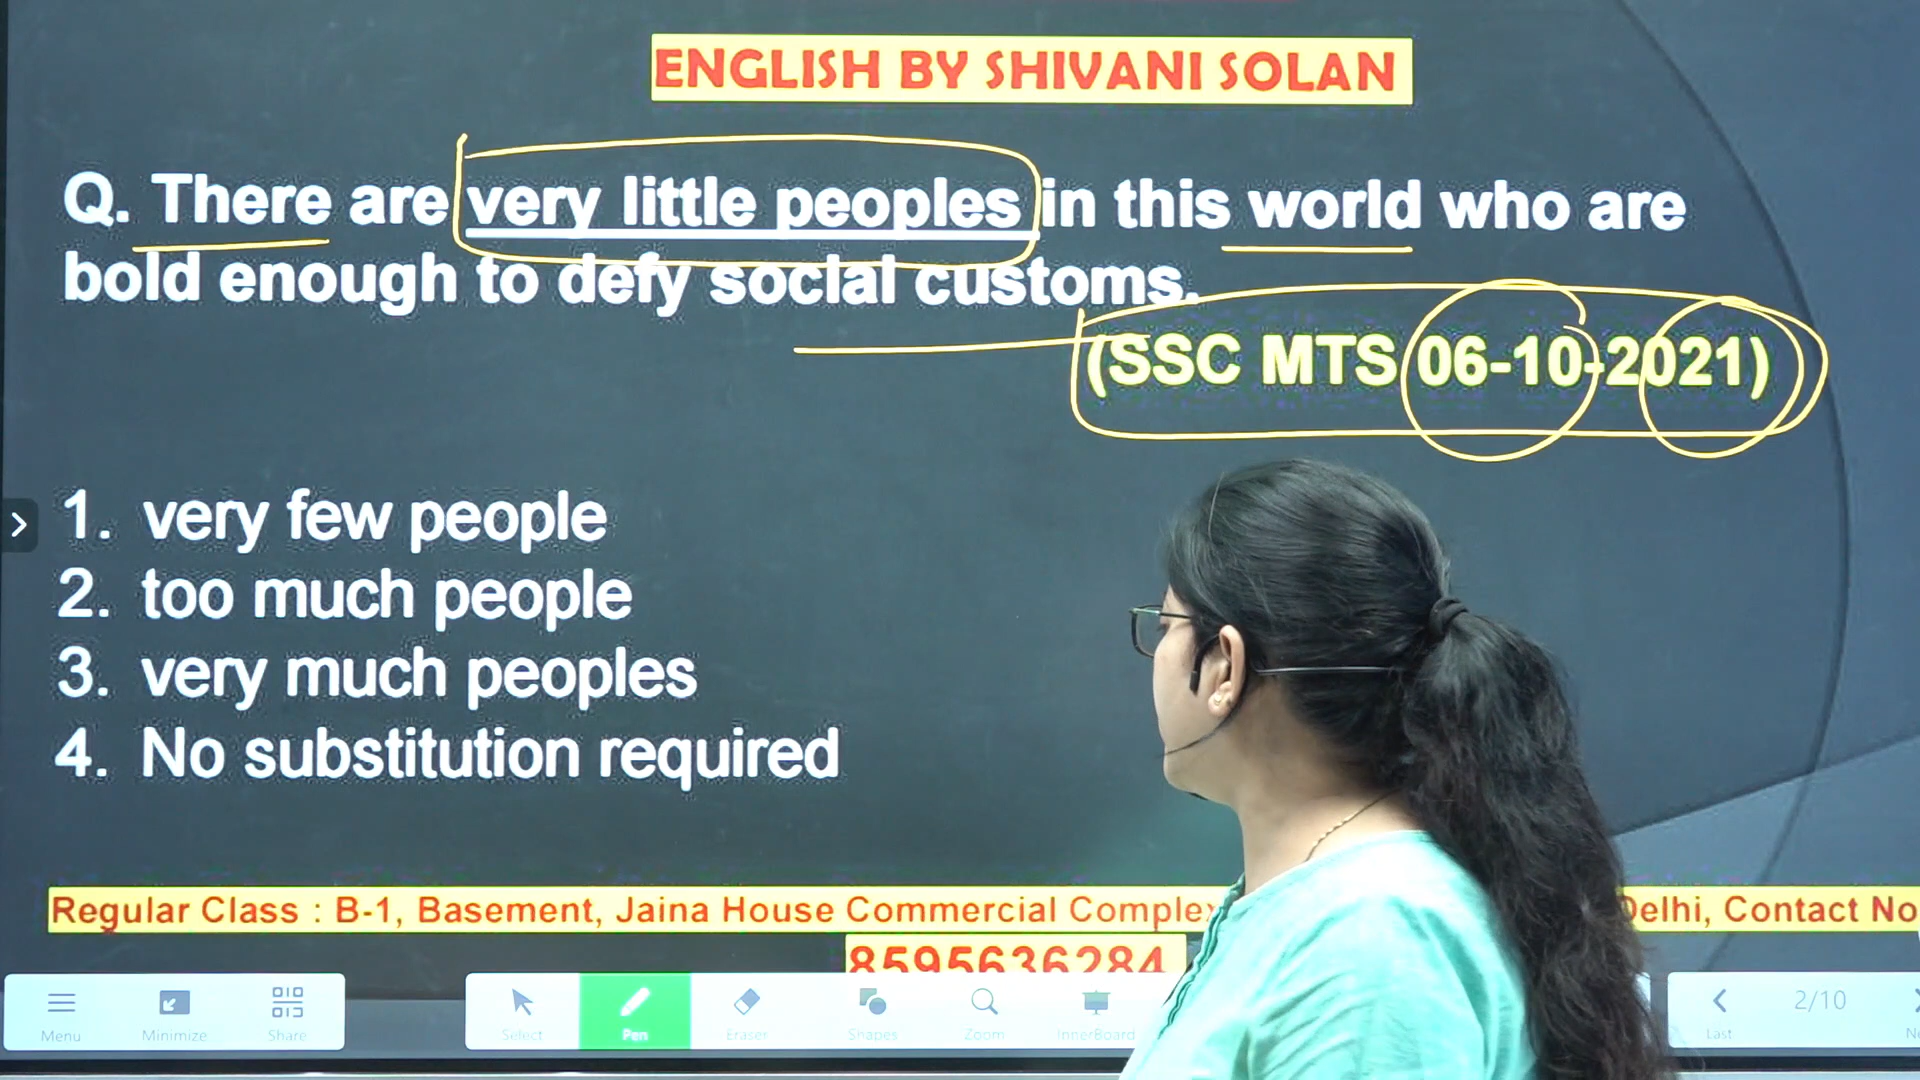 ENGLISH BY SHIVANI SOLAN
Q. There are very little peoples in this world who are
bold enough to defy social customs.
(SSC MTS 06-10-2021)
1. very few people
2. too much people
3. very much peoples
4. No substitution required
Regular Class : B-1, Basement, Jaina House Commercial Delhi, Contact No
8595636284
Menu Minimize Share Select Pen Eraser Shapes Zoom InnerBoard 2/10 Last